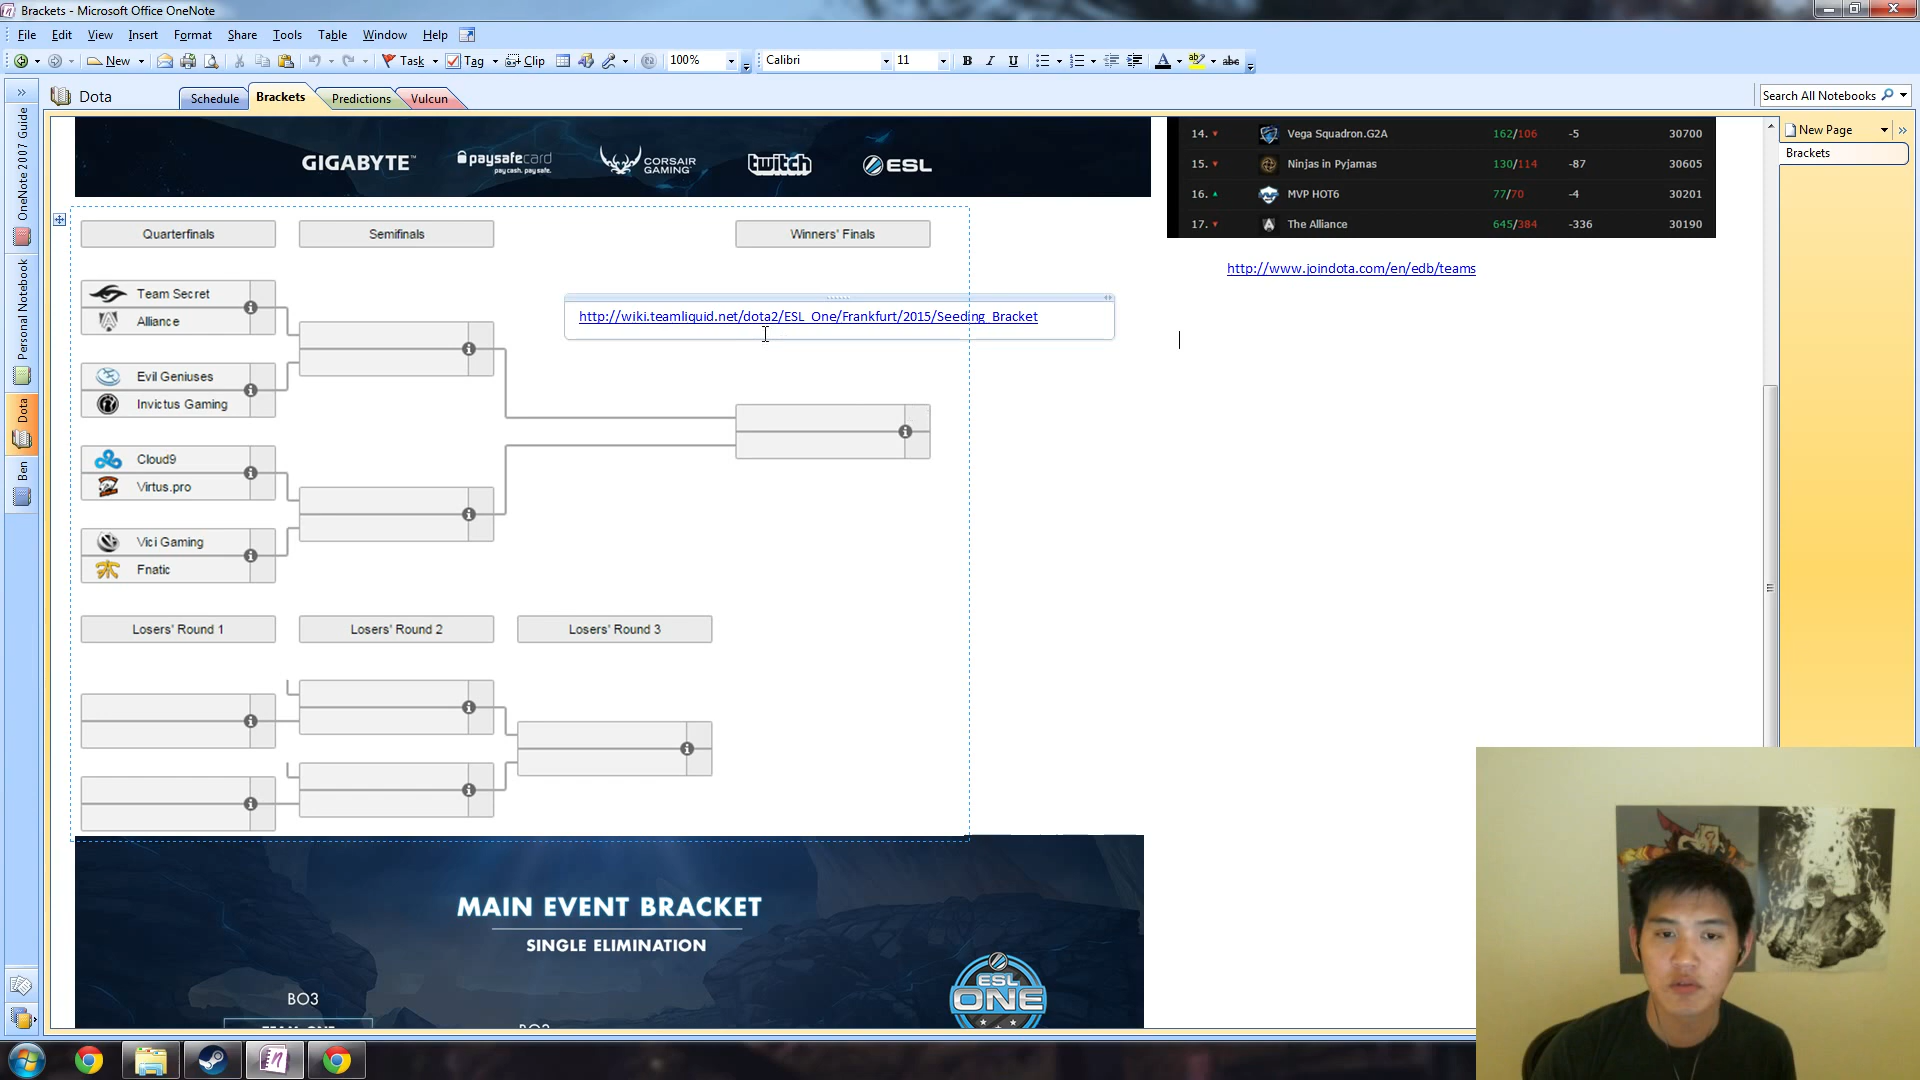 Brackets - Microsoft Office OneNote
File Edit View Insert Format Share Tools Table Window Help
New Task Tag Clip 100% Calibri 11 B I U abc
Dota Schedule Brackets Predictions Vulcun Search All Notebooks
New Page
Brackets
OneNote 2007 Guide
Personal Notebook
Dota
Ben
GIGABYTE paysafecard CORSAIR GAMING twitch ESL
pay cash. pay safe.
14. Vega Squadron.G2A 162/106 -5 30700
15. Ninjas in Pyjamas 130/114 -87 30605
16. MVP HOT6 77/70 -4 30201
17. The Alliance 645/384 -336 30190
http://www.joindota.com/en/edb/teams
Quarterfinals Semifinals Winners' Finals
Team Secret
Alliance
http://wiki.teamliquid.net/dota2/ESL_One/Frankfurt/2015/Seeding_Bracket
Evil Geniuses
Invictus Gaming
Cloud9
Virtus.pro
Vici Gaming
Fnatic
Losers' Round 1 Losers' Round 2 Losers' Round 3
MAIN EVENT BRACKET
SINGLE ELIMINATION
BO3
ESL
ONE